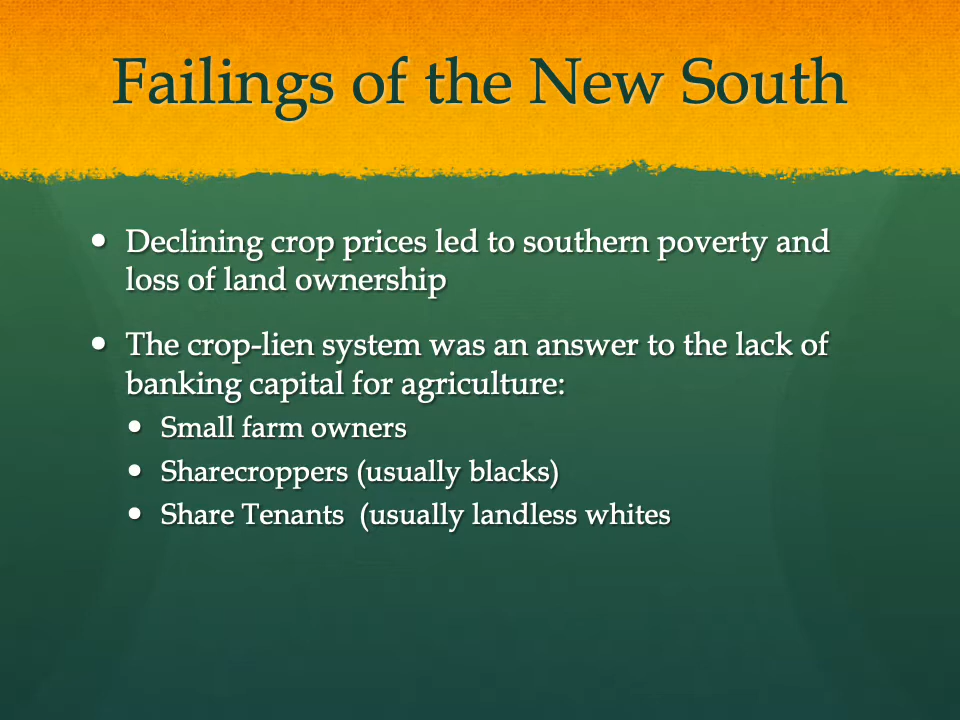 Failings of the New South
• Declining crop prices led to southern poverty and
loss of land ownership
• The crop-lien system was an answer to the lack of
banking capital for agriculture:
• Small farm owners
• Sharecroppers (usually blacks)
• Share Tenants  (usually landless whites